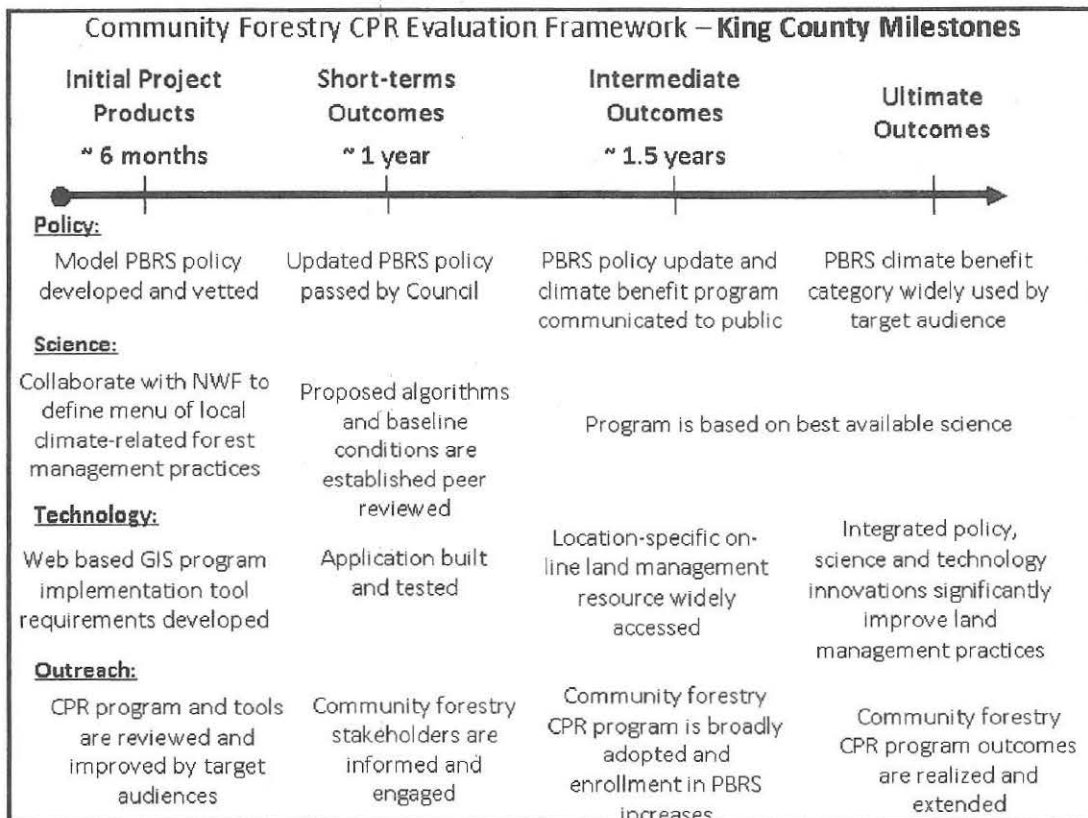 Community Forestry CPR Evaluation Framework – King County Milestones
Initial Project
Products
~ 6 months
Short-terms
Outcomes
~ 1 year
Intermediate
Outcomes
~ 1.5 years
Ultimate
Outcomes
Policy:
Model PBRS policy
developed and vetted
Updated PBRS policy
passed by Council
PBRS policy update and
climate benefit program
communicated to public
PBRS climate benefit
category widely used by
target audience
Science:
Collaborate with NWF to
define menu of local
climate-related forest
management practices
Proposed algorithms
and baseline
conditions are
established peer
reviewed
Program is based on best available science
Technology:
Web based GIS program
implementation tool
requirements developed
Application built
and tested
Location-specific on-
line land management
resource widely
accessed
Integrated policy,
science and technology
innovations significantly
improve land
management practices
Outreach:
CPR program and tools
are reviewed and
improved by target
audiences
Community forestry
stakeholders are
informed and
engaged
Community forestry
CPR program is broadly
adopted and
enrollment in PBRS
increases
Community forestry
CPR program outcomes
are realized and
extended